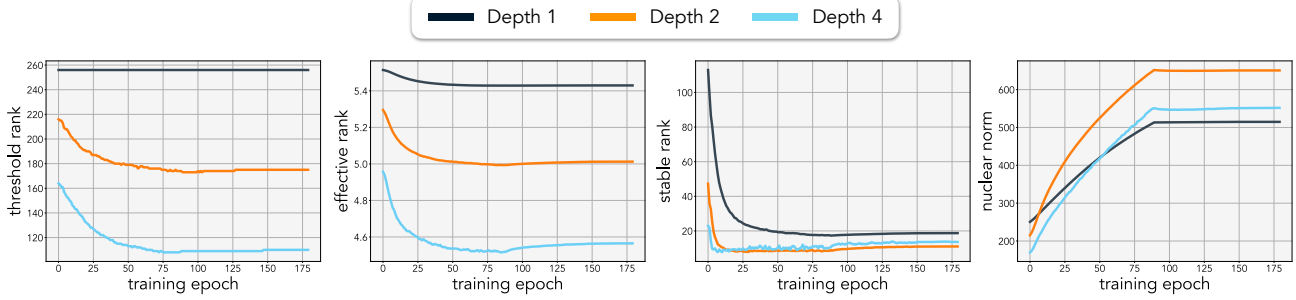 Depth 1 Depth 2 Depth 4
threshold rank
260
240
220
200
180
160
140
120
0 25 50 75 100 125 150 175
training epoch
effective rank
5.4
5.2
5.0
4.8
4.6
0 25 50 75 100 125 150 175
training epoch
stable rank
100
80
60
40
20
0 25 50 75 100 125 150 175
training epoch
nuclear norm
600
500
400
300
200
0 25 50 75 100 125 150 175
training epoch